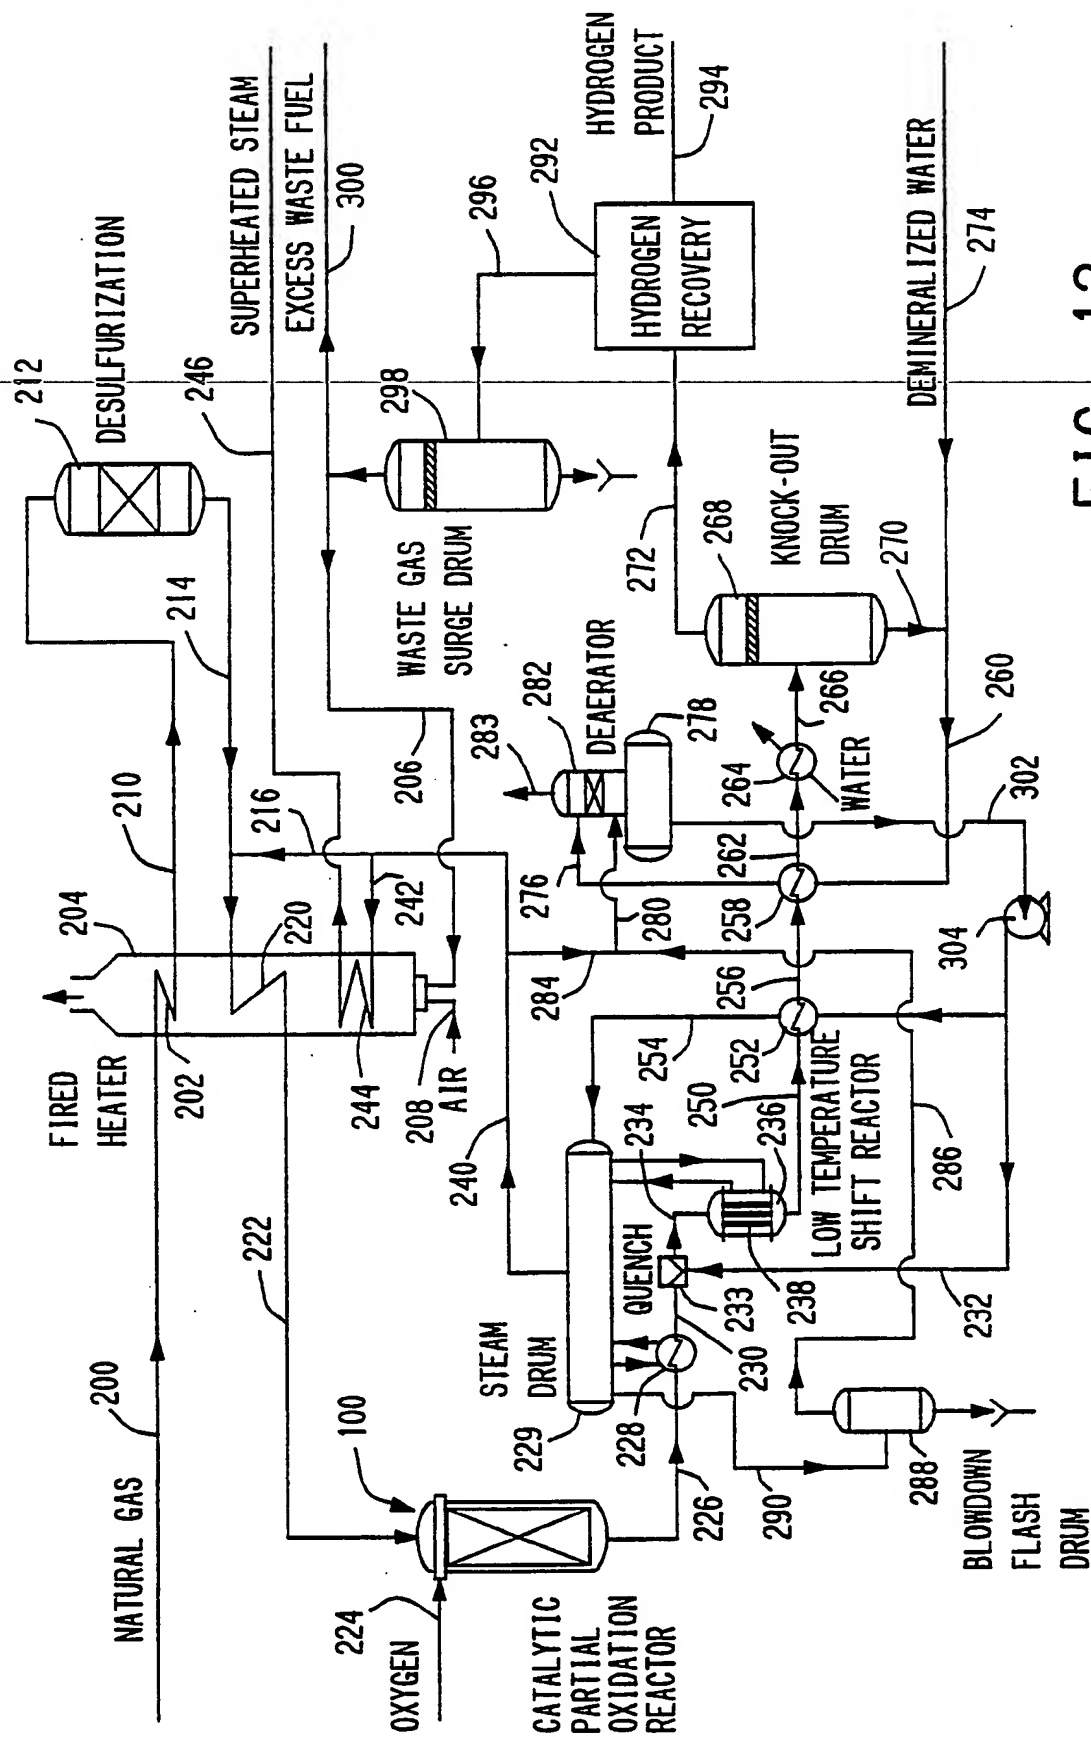 NATURAL GAS
200
FIRED
HEATER
204
202
210
212
DESULFURIZATION
214
216
220
222
246
SUPERHEATED STEAM
EXCESS WASTE FUEL
300
242
244
208
AIR
206
OXYGEN
224
100
CATALYTIC
PARTIAL
OXIDATION
REACTOR
226
STEAM
DRUM
229
228
230
QUENCH
233
234
240
236
238
232
LOW TEMPERATURE
SHIFT REACTOR
250
252
254
256
258
260
262
264
WATER
266
268
KNOCK-OUT
DRUM
270
272
DEAERATOR
276
278
280
282
283
284
286
288
290
BLOWDOWN
FLASH
DRUM
WASTE GAS
SURGE DRUM
298
296
292
HYDROGEN
RECOVERY
HYDROGEN
PRODUCT
294
DEMINERALIZED WATER
274
302
304